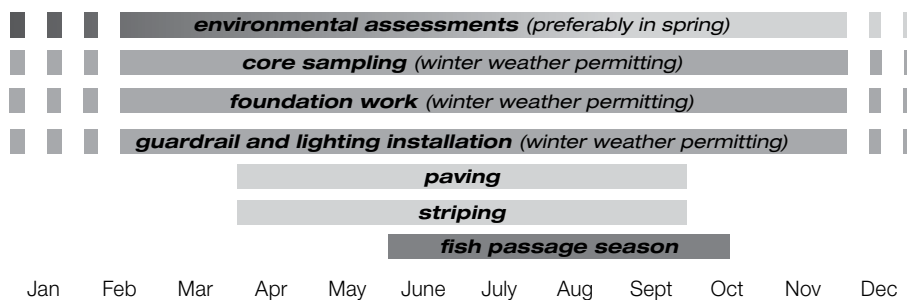 environmental assessments (preferably in spring)
core sampling (winter weather permitting)
foundation work (winter weather permitting)
guardrail and lighting installation (winter weather permitting)
paving
striping
fish passage season
Jan Feb Mar Apr May June July Aug Sept Oct Nov Dec